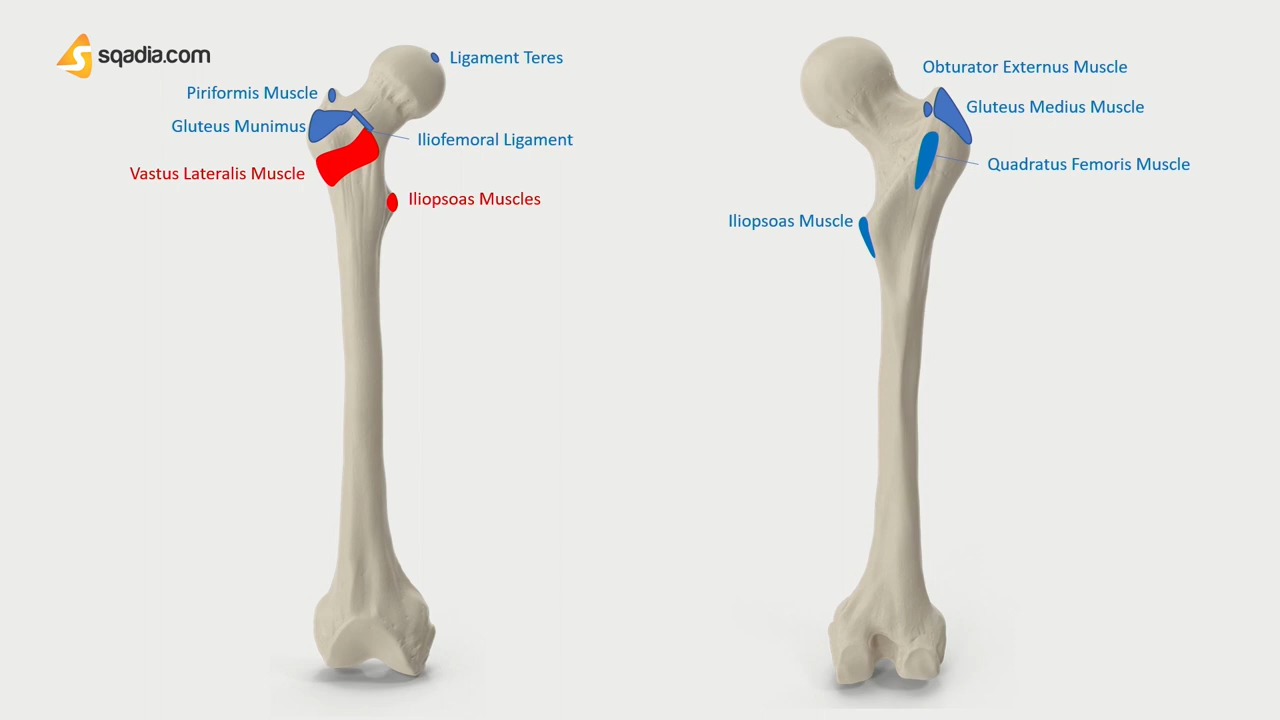 sqadia.com
Ligament Teres
Piriformis Muscle
Gluteus Munimus
Iliofemoral Ligament
Vastus Lateralis Muscle
Iliopsoas Muscles
Obturator Externus Muscle
Gluteus Medius Muscle
Quadratus Femoris Muscle
Iliopsoas Muscle